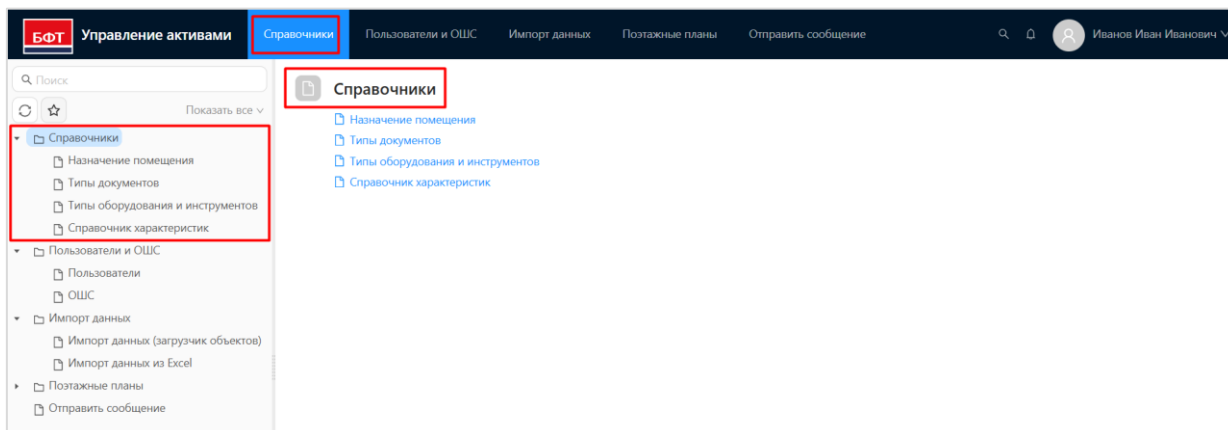 БФТ Управление активами Справочники Пользователи и ОШС Импорт данных Поэтажные планы Отправить сообщение Иванов Иван Иванович
Поиск
Показать все
Справочники
Назначение помещения
Типы документов
Типы оборудования и инструментов
Справочник характеристик
Пользователи и ОШС
Пользователи
ОШС
Импорт данных
Импорт данных (загрузчик объектов)
Импорт данных из Excel
Поэтажные планы
Отправить сообщение
Справочники
Назначение помещения
Типы документов
Типы оборудования и инструментов
Справочник характеристик